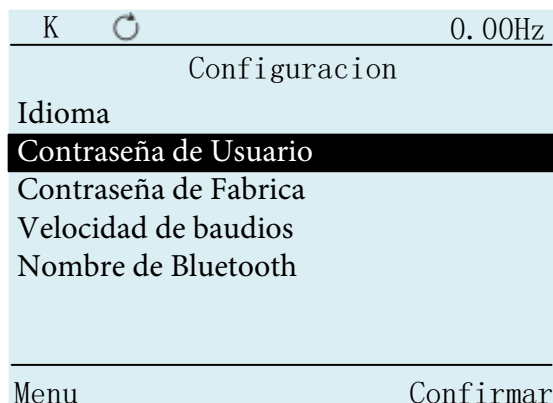 K 0.00Hz
Configuracion
Idioma
Contraseña de Usuario
Contraseña de Fabrica
Velocidad de baudios
Nombre de Bluetooth
Menu Confirmar